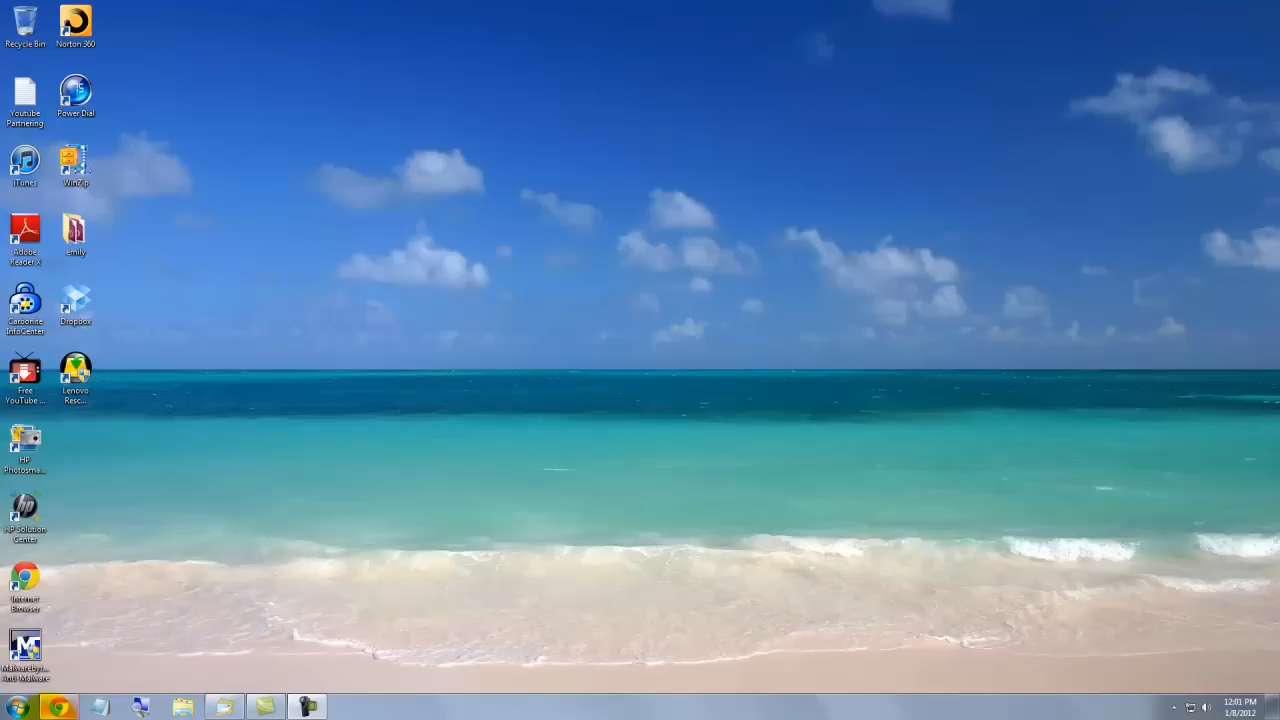 Recycle Bin
Norton 360
Youtube
Partnering
Power Dial
iTunes
WinZip
Adobe
Reader X
emily
Carbonite
InfoCenter
Dropbox
Free
YouTube ...
Lenovo
Resc...
HP
Photosma...
HP Solution
Center
Internet
Browser
Malwareby...
Anti-Malware
12:01 PM
1/8/2012